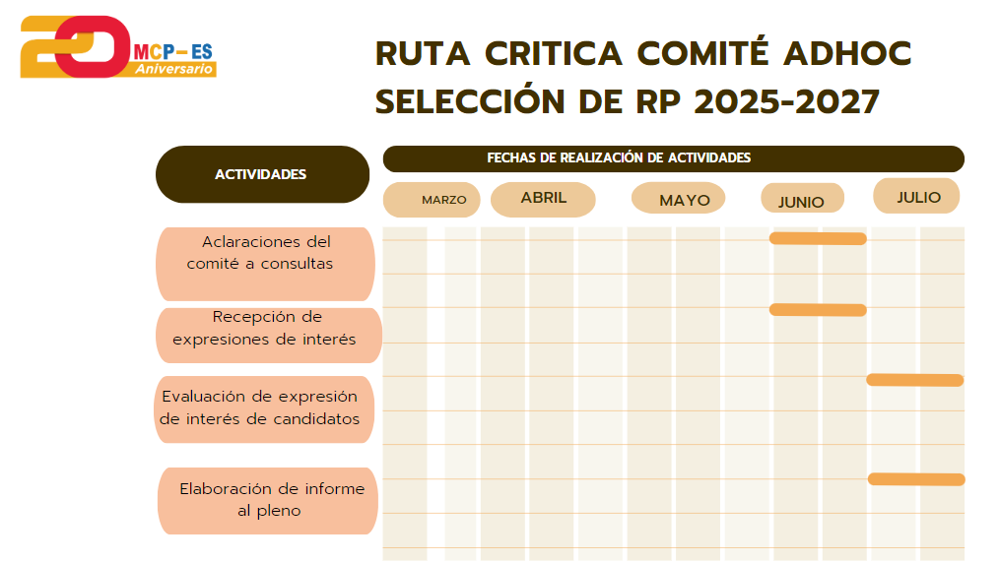 20 MCP-ES
Aniversario
RUTA CRITICA COMITÉ ADHOC
SELECCIÓN DE RP 2025-2027
ACTIVIDADES
FECHAS DE REALIZACIÓN DE ACTIVIDADES
MARZO
ABRIL
MAYO
JUNIO
JULIO
Aclaraciones del
comité a consultas
Recepción de
expresiones de interés
Evaluación de expresión
de interés de candidatos
Elaboración de informe
al pleno